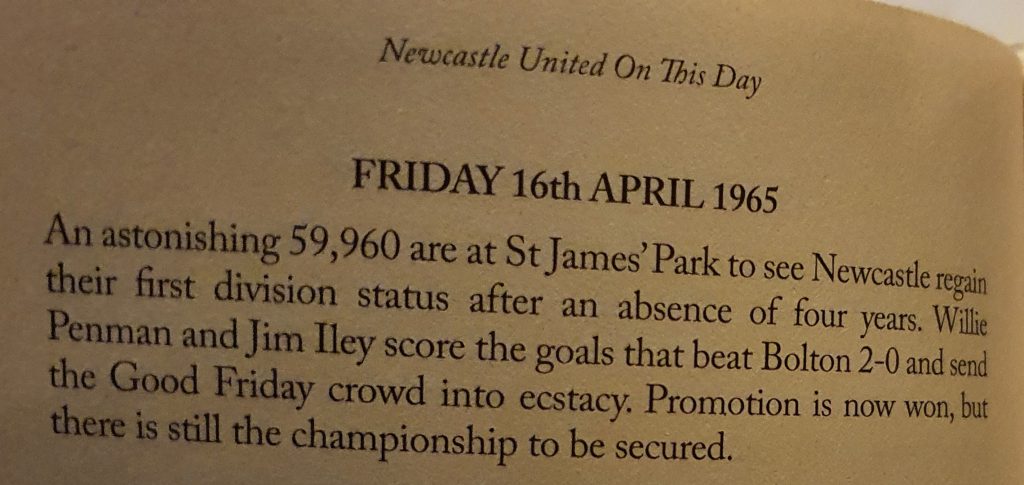 Newcastle United On This Day
FRIDAY 16th APRIL 1965
An astonishing 59,960 are at St James' Park to see Newcastle regain
their first division status after an absence of four years. Willie
Penman and Jim Iley score the goals that beat Bolton 2-0 and send
the Good Friday crowd into ecstacy. Promotion is now won, but
there is still the championship to be secured.